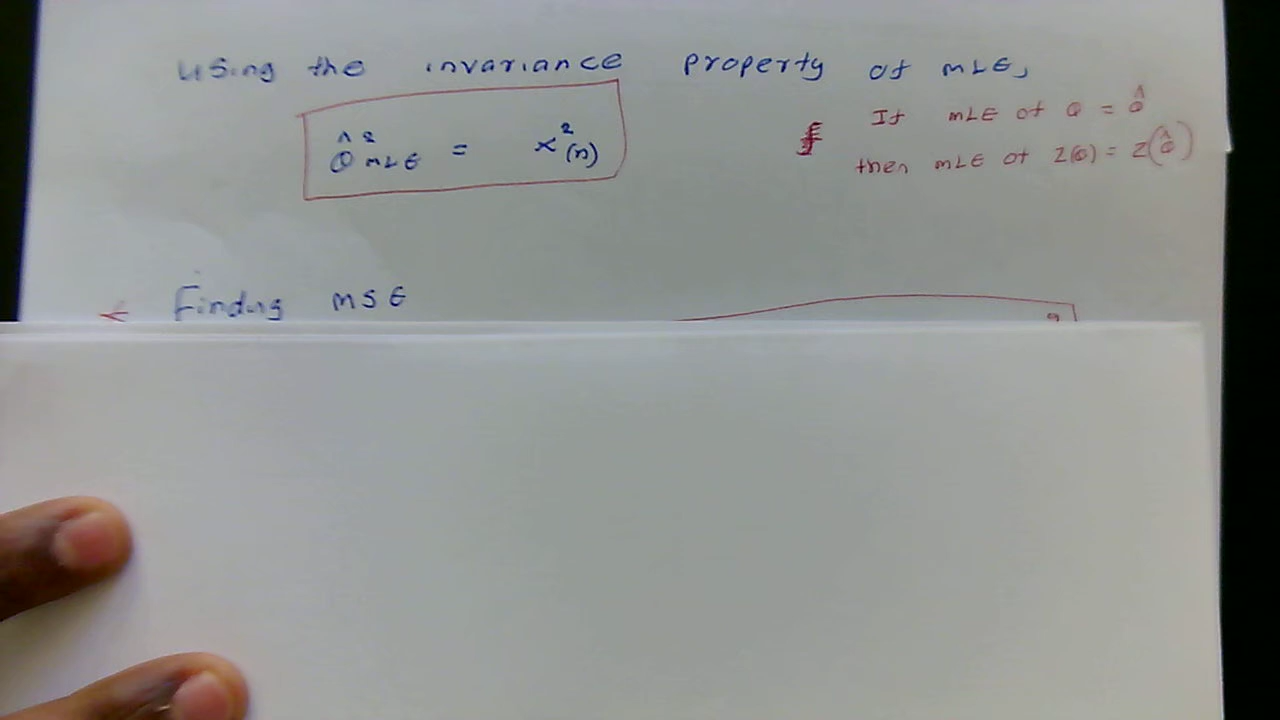 using the invariance property of MLE,
θ̂²MLE = x²(n)
If MLE of θ = θ̂
then MLE of Z(θ) = Z(θ̂)
Finding MSE